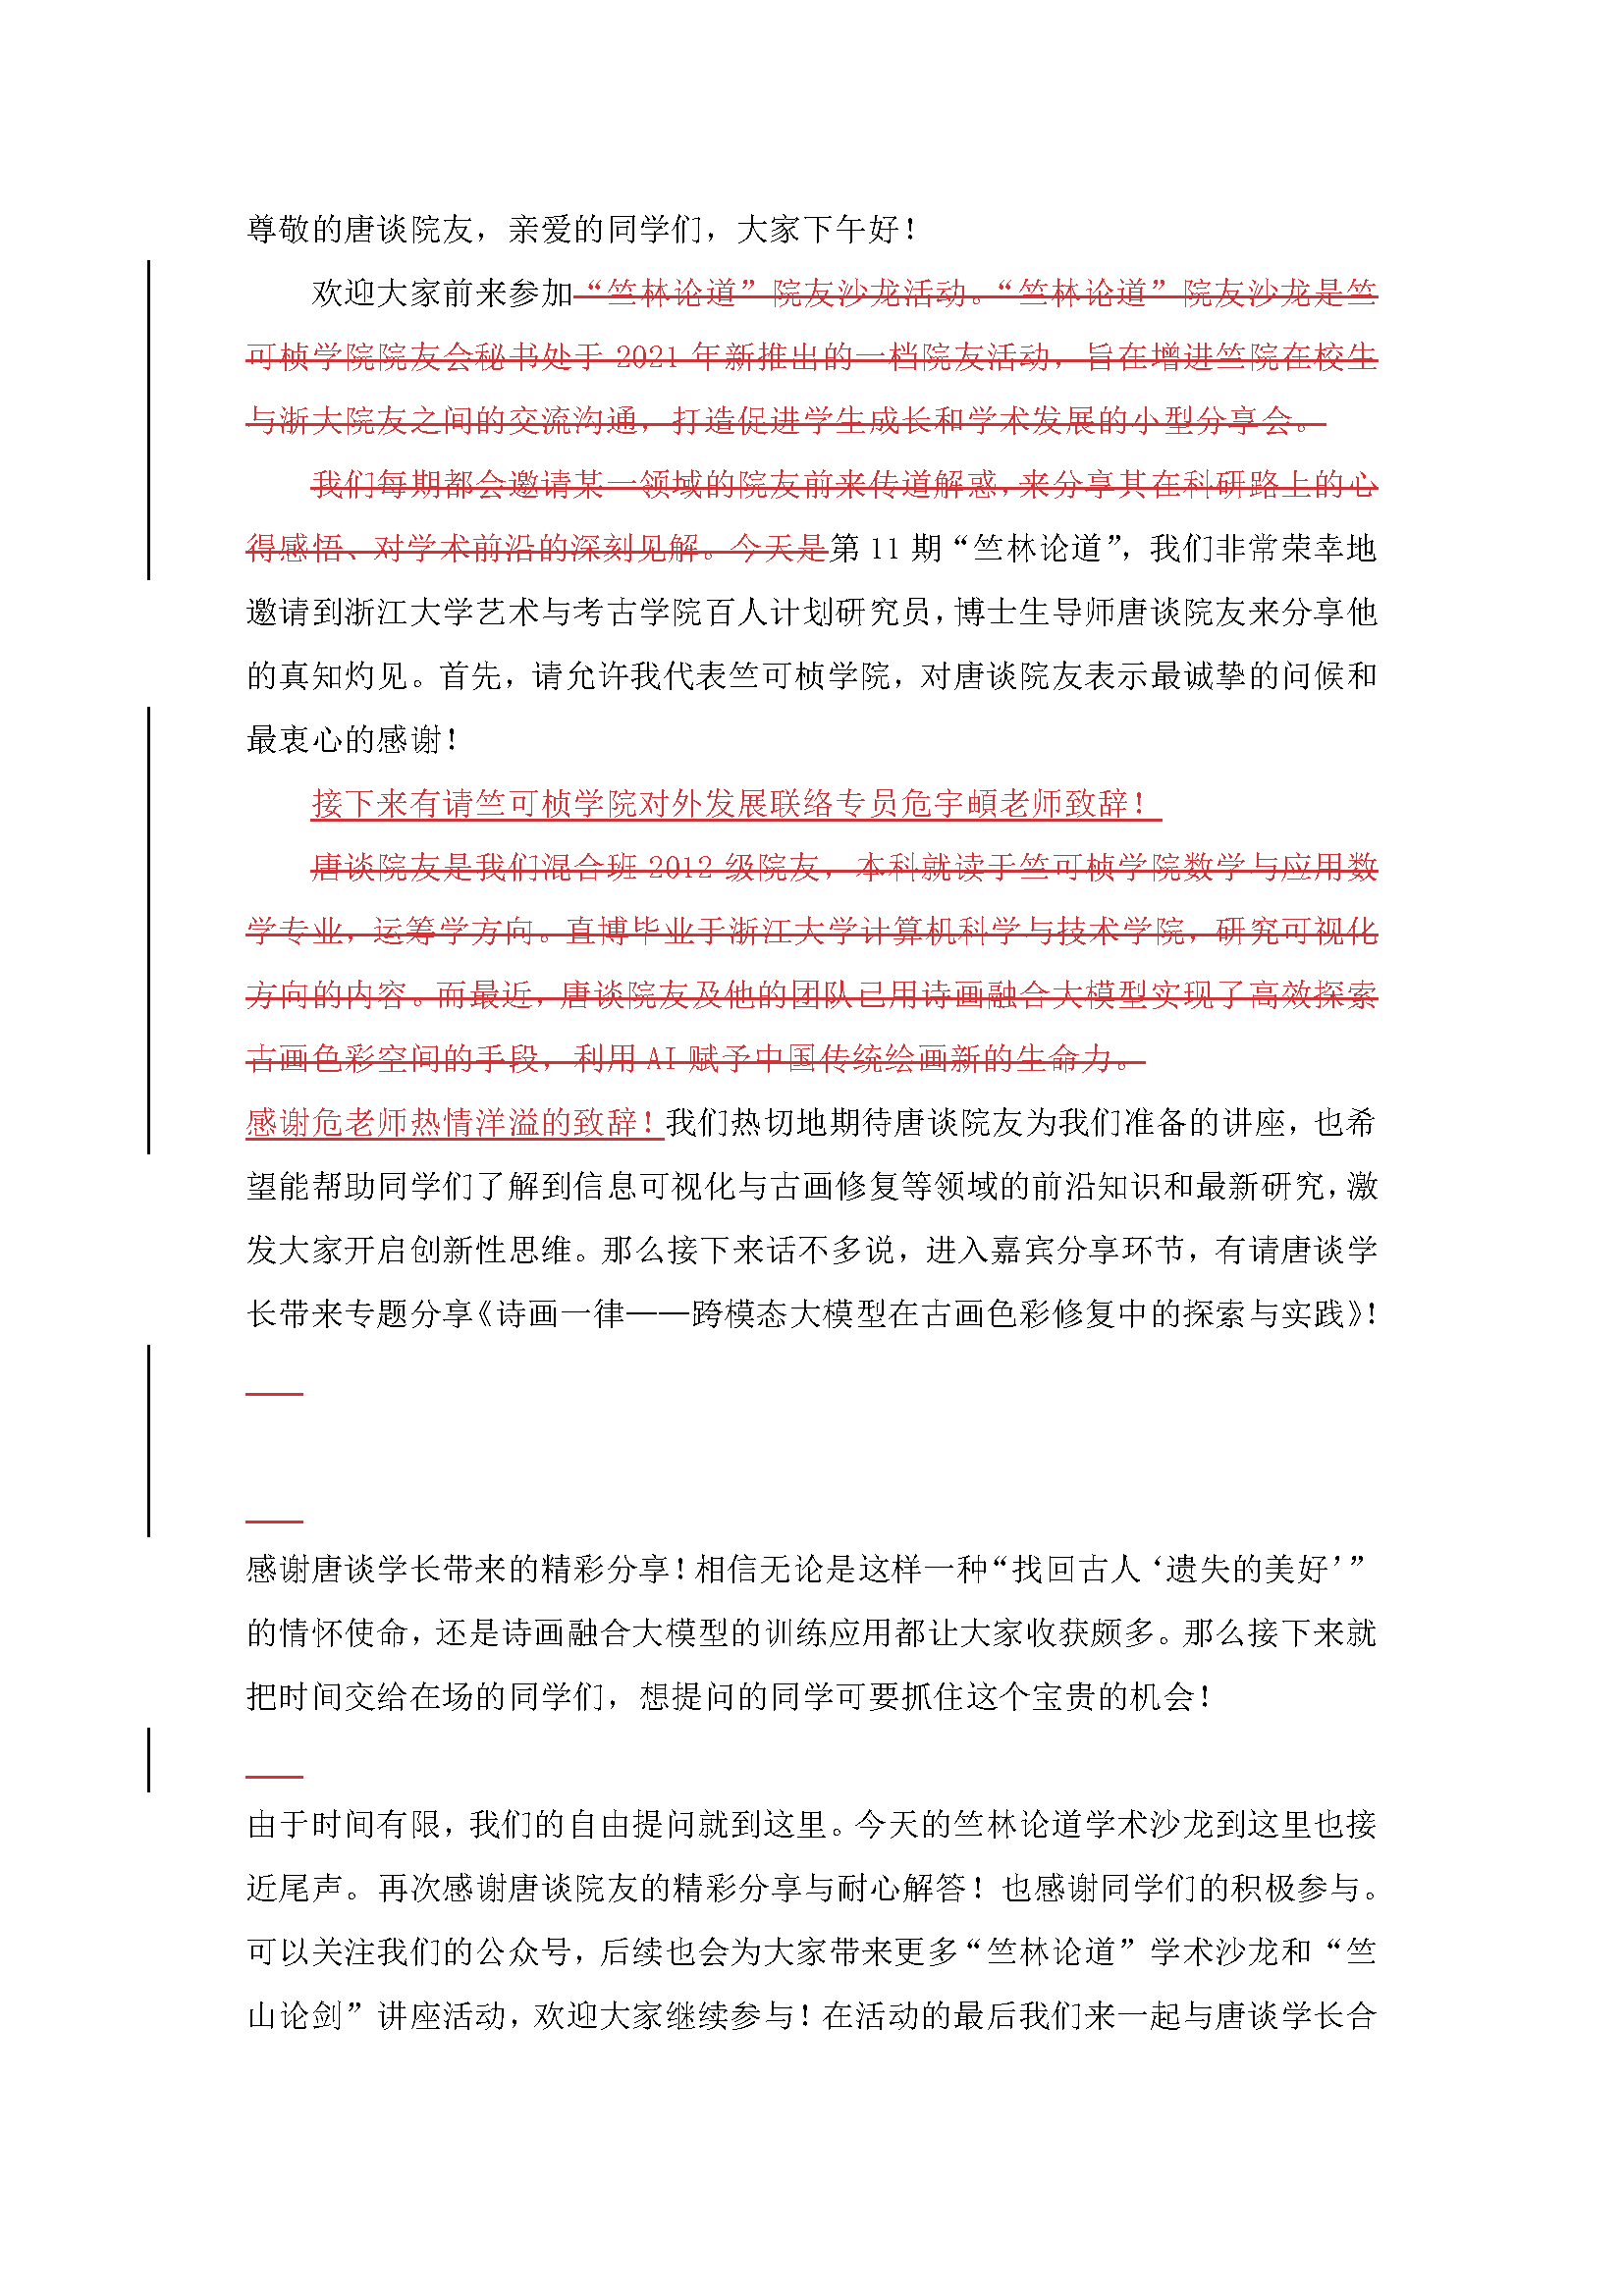 尊敬的唐谈院友，亲爱的同学们，大家下午好！
欢迎大家前来参加“竺林论道”院友沙龙活动。“竺林论道”院友沙龙是竺
可桢学院院友会秘书处于 2021 年新推出的一档院友活动，旨在增进竺院在校生
与浙大院友之间的交流沟通，打造促进学生成长和学术发展的小型分享会。
我们每期都会邀请某一领域的院友前来传道解惑，来分享其在科研路上的心
得感悟、对学术前沿的深刻见解。今天是第 11 期“竺林论道”，我们非常荣幸地
邀请到浙江大学艺术与考古学院百人计划研究员，博士生导师唐谈院友来分享他
的真知灼见。首先，请允许我代表竺可桢学院，对唐谈院友表示最诚挚的问候和
最衷心的感谢！
接下来有请竺可桢学院对外发展联络专员危宇頔老师致辞！
唐谈院友是我们混合班 2012 级院友，本科就读于竺可桢学院数学与应用数
学专业，运筹学方向。直博毕业于浙江大学计算机科学与技术学院，研究可视化
方向的内容。而最近，唐谈院友及他的团队已用诗画融合大模型实现了高效探索
古画色彩空间的手段，利用 AI 赋予中国传统绘画新的生命力。
感谢危老师热情洋溢的致辞！我们热切地期待唐谈院友为我们准备的讲座，也希
望能帮助同学们了解到信息可视化与古画修复等领域的前沿知识和最新研究，激
发大家开启创新性思维。那么接下来话不多说，进入嘉宾分享环节，有请唐谈学
长带来专题分享《诗画一律——跨模态大模型在古画色彩修复中的探索与实践》！
感谢唐谈学长带来的精彩分享！相信无论是这样一种“找回古人‘遗失的美好’”
的情怀使命，还是诗画融合大模型的训练应用都让大家收获颇多。那么接下来就
把时间交给在场的同学们，想提问的同学可要抓住这个宝贵的机会！
由于时间有限，我们的自由提问就到这里。今天的竺林论道学术沙龙到这里也接
近尾声。再次感谢唐谈院友的精彩分享与耐心解答！也感谢同学们的积极参与。
可以关注我们的公众号，后续也会为大家带来更多“竺林论道”学术沙龙和“竺
山论剑”讲座活动，欢迎大家继续参与！在活动的最后我们来一起与唐谈学长合